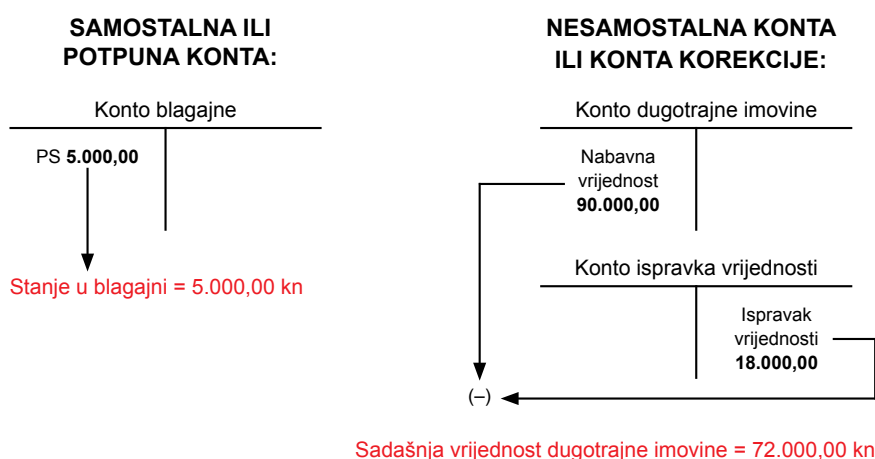 SAMOSTALNA ILI
POTPUNA KONTA:
Konto blagajne
PS 5.000,00
Stanje u blagajni = 5.000,00 kn
NESAMOSTALNA KONTA
ILI KONTA KOREKCIJE:
Konto dugotrajne imovine
Nabavna
vrijednost
90.000,00
Konto ispravka vrijednosti
Ispravak
vrijednosti
18.000,00
(–)
Sadašnja vrijednost dugotrajne imovine = 72.000,00 kn